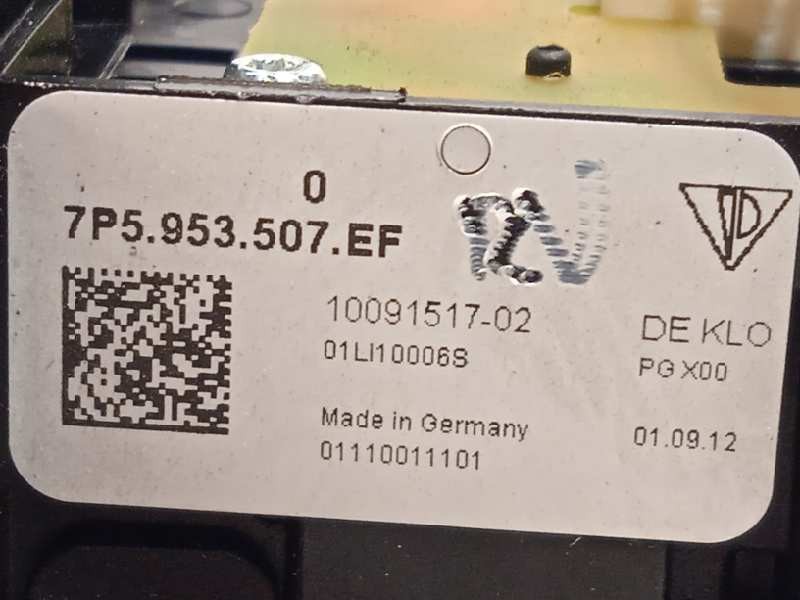 0
7P5.953.507.EF
10091517-02
01LI10006S
DE KLO
PG X00
Made in Germany
01110011101
01.09.12